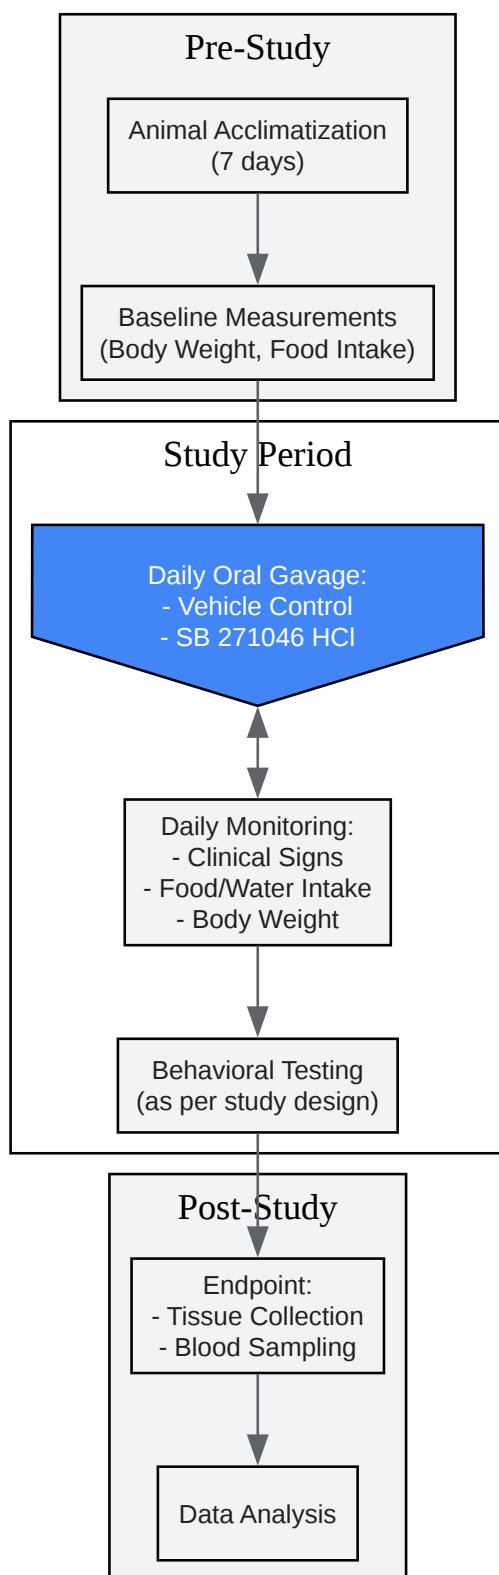 Pre-Study
Animal Acclimatization
(7 days)
Baseline Measurements
(Body Weight, Food Intake)
Study Period
Daily Oral Gavage:
- Vehicle Control
- SB 271046 HCl
Daily Monitoring:
- Clinical Signs
- Food/Water Intake
- Body Weight
Behavioral Testing
(as per study design)
Post-Study
Endpoint:
- Tissue Collection
- Blood Sampling
Data Analysis